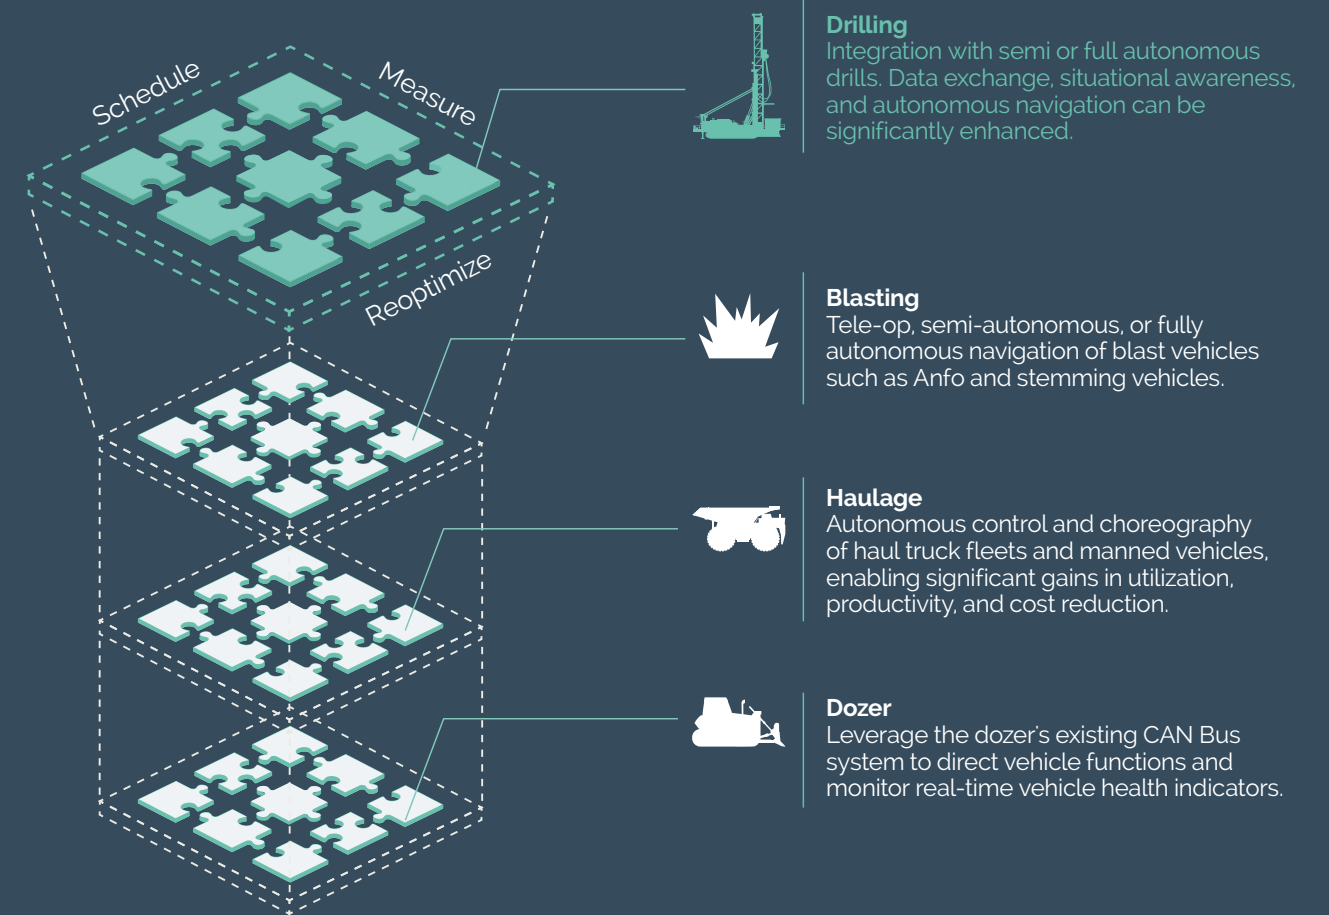 Schedule
Measure
Reoptimize
Drilling
Integration with semi or full autonomous
drills. Data exchange, situational awareness,
and autonomous navigation can be
significantly enhanced.
Blasting
Tele-op, semi-autonomous, or fully
autonomous navigation of blast vehicles
such as Anfo and stemming vehicles.
Haulage
Autonomous control and choreography
of haul truck fleets and manned vehicles,
enabling significant gains in utilization,
productivity, and cost reduction.
Dozer
Leverage the dozer's existing CAN Bus
system to direct vehicle functions and
monitor real-time vehicle health indicators.